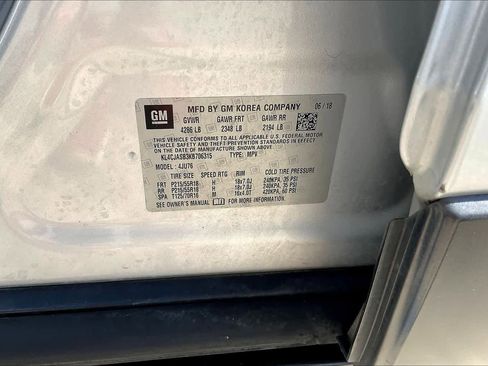 GM
MFD BY GM KOREA COMPANY 06/18
GVWR GAWR FRT GAWR RR
4286 LB 2348 LB 2194 LB
THIS VEHICLE CONFORMS TO ALL APPLICABLE U.S. FEDERAL MOTOR
VEHICLE SAFETY AND THEFT PREVENTION STANDARDS IN EFFECT ON
THE DATE OF MANUFACTURE SHOWN ABOVE.
KL4CJASB3KB706315 TYPE: MPV
MODEL: 4JU76
TIRE SIZE SPEED RTG RIM COLD TIRE PRESSURE
FRT P215/55R18 H 18x7.0J 240KPA, 35 PSI
RR P215/55R18 H 18x7.0J 240KPA, 35 PSI
SPA T125/70R16 M 16x4.0T 420KPA, 60 PSI
SEE OWNER'S MANUAL